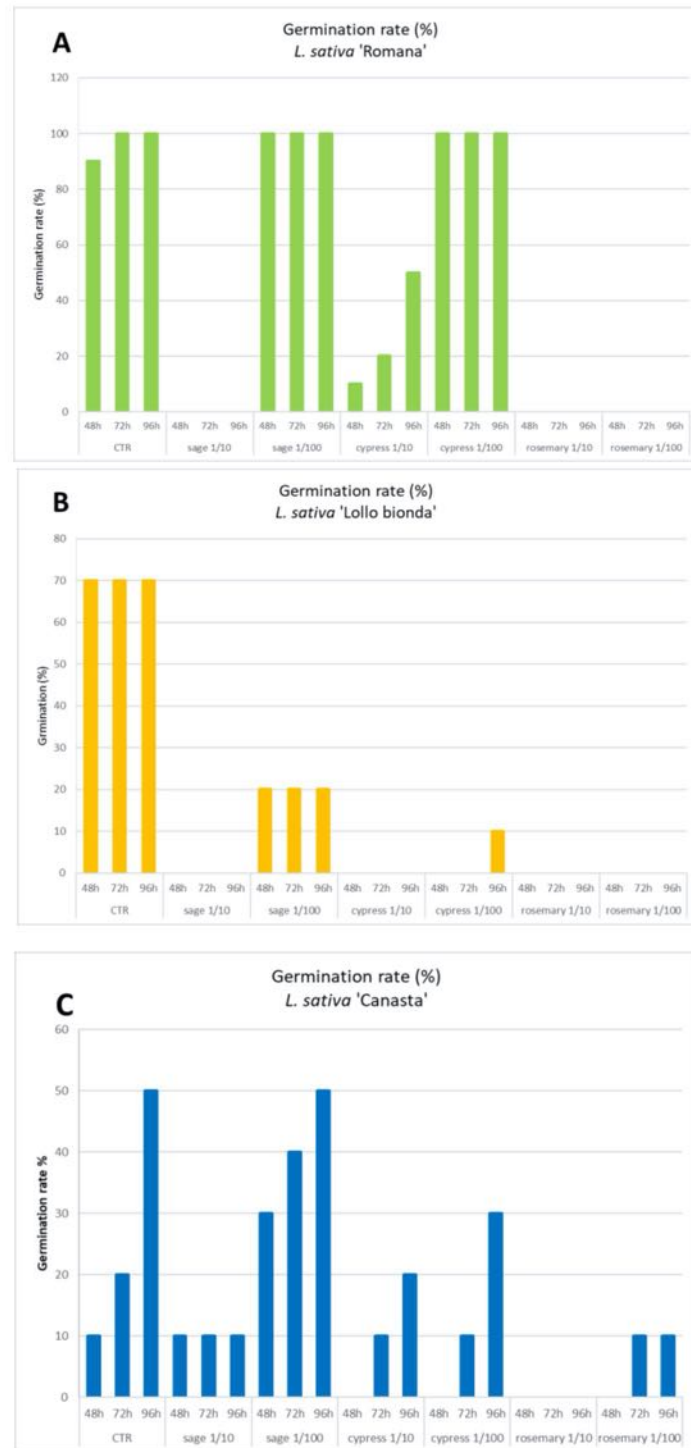 A
Germination rate (%)
L. sativa 'Romana'
120
100
80
60
40
20
0
Germination rate (%)
48h 72h 96h 48h 72h 96h 48h 72h 96h 48h 72h 96h 48h 72h 96h 48h 72h 96h 48h 72h 96h
CTR sage 1/10 sage 1/100 cypress 1/10 cypress 1/100 rosemary 1/10 rosemary 1/100
B
Germination rate (%)
L. sativa 'Lollo bionda'
80
70
60
50
40
30
20
10
0
Grmination (%)
48h 72h 96h 48h 72h 96h 48h 72h 96h 48h 72h 96h 48h 72h 96h 48h 72h 96h 48h 72h 96h
CTR sage 1/10 sage 1/100 cypress 1/10 cypress 1/100 rosemary 1/10 rosemary 1/100
C
Germination rate (%)
L. sativa 'Canasta'
60
50
40
30
20
10
0
Germination rate %
48h 72h 96h 48h 72h 96h 48h 72h 96h 48h 72h 96h 48h 72h 96h 48h 72h 96h 48h 72h 96h
CTR sage 1/10 sage 1/100 cypress 1/10 cypress 1/100 rosemary 1/10 rosemary 1/100